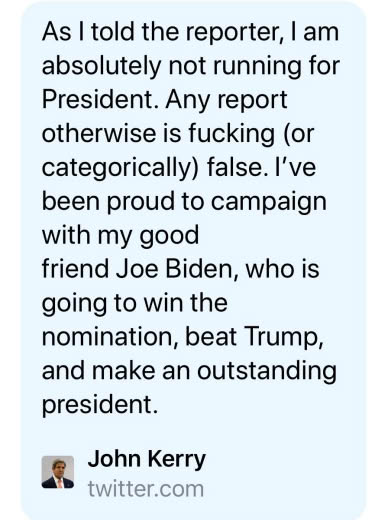 As I told the reporter, I am
absolutely not running for
President. Any report
otherwise is fucking (or
categorically) false. I’ve
been proud to campaign
with my good
friend Joe Biden, who is
going to win the
nomination, beat Trump,
and make an outstanding
president.
John Kerry
twitter.com